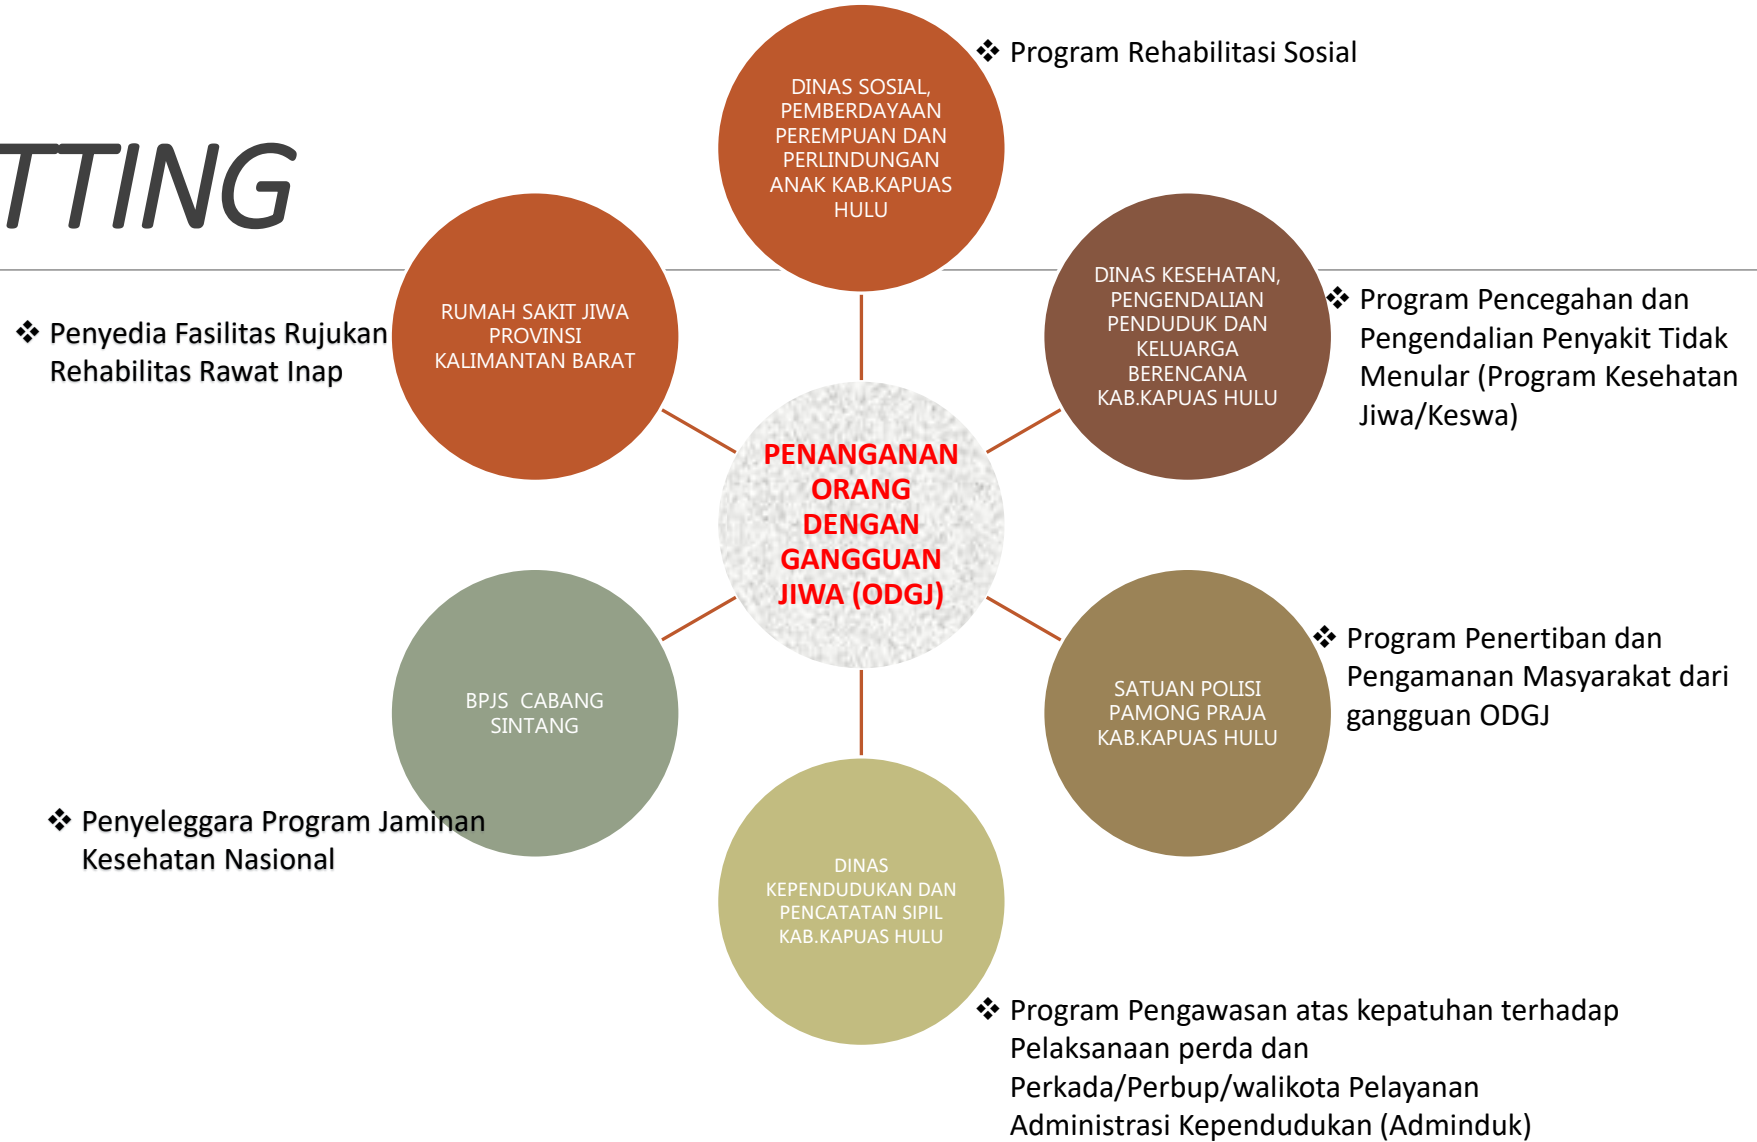 TTING
❖ Program Rehabilitasi Sosial
DINAS SOSIAL,
PEMBERDAYAAN
PEREMPUAN DAN
PERLINDUNGAN
ANAK KAB.KAPUAS
HULU
DINAS KESEHATAN,
PENGENDALIAN
PENDUDUK DAN
KELUARGA
BERENCANA
KAB.KAPUAS HULU
❖ Program Pencegahan dan
Pengendalian Penyakit Tidak
Menular (Program Kesehatan
Jiwa/Keswa)
RUMAH SAKIT JIWA
PROVINSI
KALIMANTAN BARAT
❖ Penyedia Fasilitas Rujukan
Rehabilitas Rawat Inap
PENANGANAN
ORANG
DENGAN
GANGGUAN
JIWA (ODGJ)
SATUAN POLISI
PAMONG PRAJA
KAB.KAPUAS HULU
❖ Program Penertiban dan
Pengamanan Masyarakat dari
gangguan ODGJ
BPJS CABANG
SINTANG
❖ Penyeleggara Program Jaminan
Kesehatan Nasional
DINAS
KEPENDUDUKAN DAN
PENCATATAN SIPIL
KAB.KAPUAS HULU
❖ Program Pengawasan atas kepatuhan terhadap
Pelaksanaan perda dan
Perkada/Perbup/walikota Pelayanan
Administrasi Kependudukan (Adminduk)